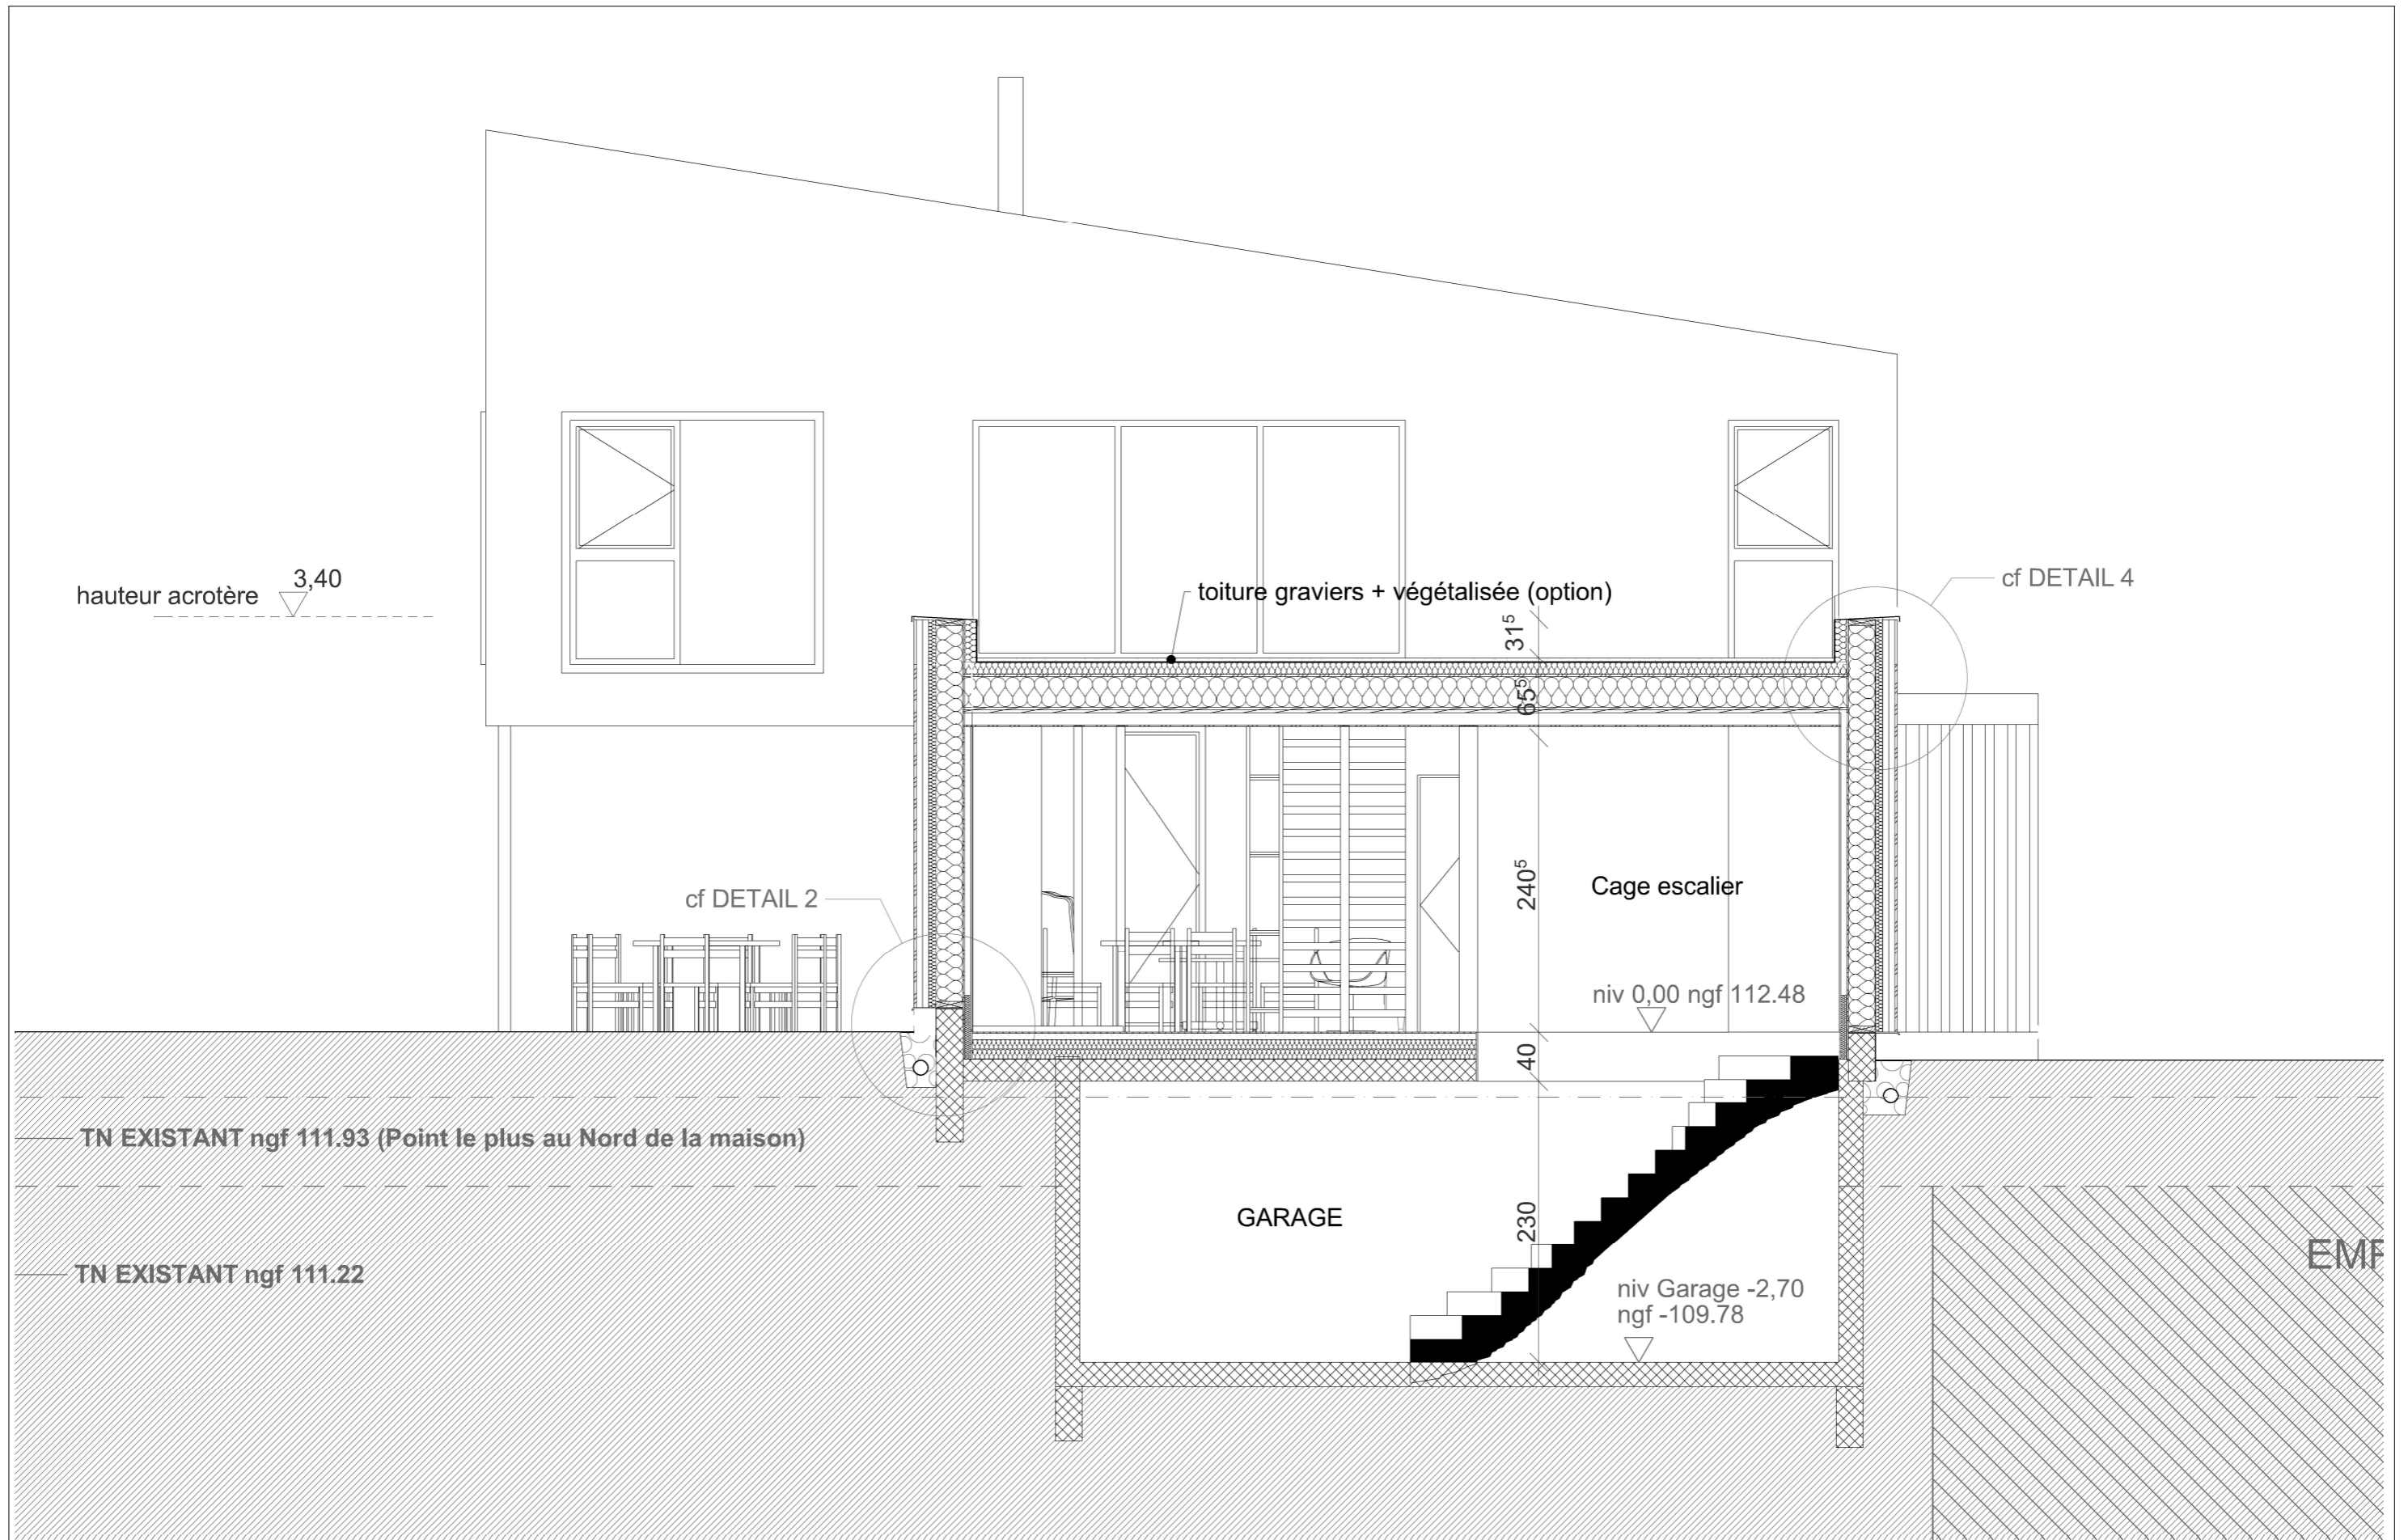 hauteur acrotère
3,40
toiture graviers + végétalisée (option)
cf DETAIL 4
31⁵
65⁵
240⁵
Cage escalier
cf DETAIL 2
niv 0,00 ngf 112.48
40
TN EXISTANT ngf 111.93 (Point le plus au Nord de la maison)
GARAGE
230
TN EXISTANT ngf 111.22
niv Garage -2,70
ngf -109.78